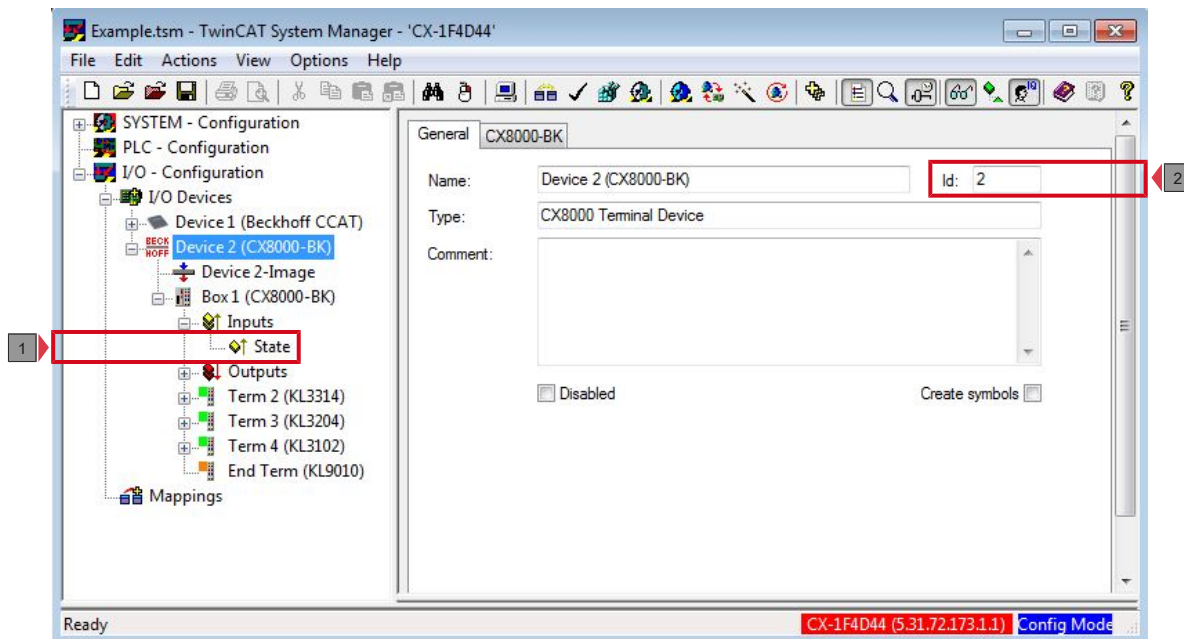 Example.tsm - TwinCAT System Manager - 'CX-1F4D44'
File Edit Actions View Options Help
SYSTEM - Configuration
PLC - Configuration
I/O - Configuration
I/O Devices
Device 1 (Beckhoff CCAT)
BECK
HOFF
Device 2 (CX8000-BK)
Device 2-Image
Box 1 (CX8000-BK)
Inputs
1
State
Outputs
Term 2 (KL3314)
Term 3 (KL3204)
Term 4 (KL3102)
End Term (KL9010)
Mappings
General CX8000-BK
Name: Device 2 (CX8000-BK) Id: 2
2
Type: CX8000 Terminal Device
Comment:
Disabled Create symbols
Ready CX-1F4D44 (5.31.72.173.1.1) Config Mode